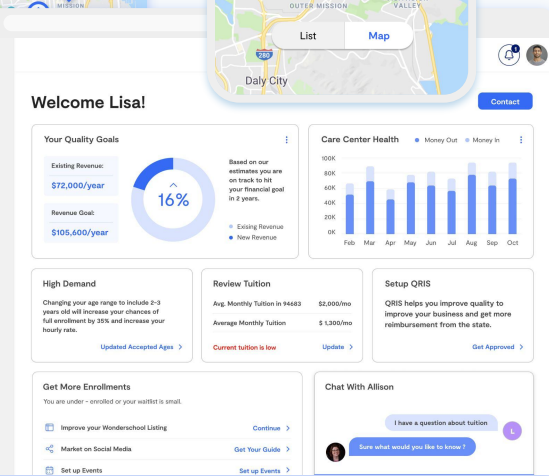 MISSION
OUTER MISSION
VALLEY
List
Map
280
Daly City
Welcome Lisa!
Contact
Your Quality Goals
Existing Revenue:
$72,000/year
Revenue Goal:
$105,600/year
16%
Based on our
estimates you are
on track to hit
your financial goal
in 2 years.
Exising Revenue
New Revenue
Care Center Health
Money Out
Money In
100K
80K
60K
40K
20K
0K
Feb Mar Apr May Jun Jul Aug Sep Oct
High Demand
Changing your age range to include 2-3
years old will increase your chances of
full enrollment by 35% and increase your
hourly rate.
Updated Accepted Ages >
Review Tuition
Avg. Monthly Tuition in 94683 $2,000/mo
Average Monthly Tuition $ 1,300/mo
Current tuition is low Update >
Setup QRIS
QRIS helps you improve quality to
improve your business and get more
reimbursement from the state.
Get Approved >
Get More Enrollments
You are under - enrolled or your waitlist is small.
Improve your Wonderschool Listing Continue >
Market on Social Media Get Your Guide >
Set up Events Set up Events >
Chat With Allison
I have a question about tuition
L
Sure what would you like to know ?